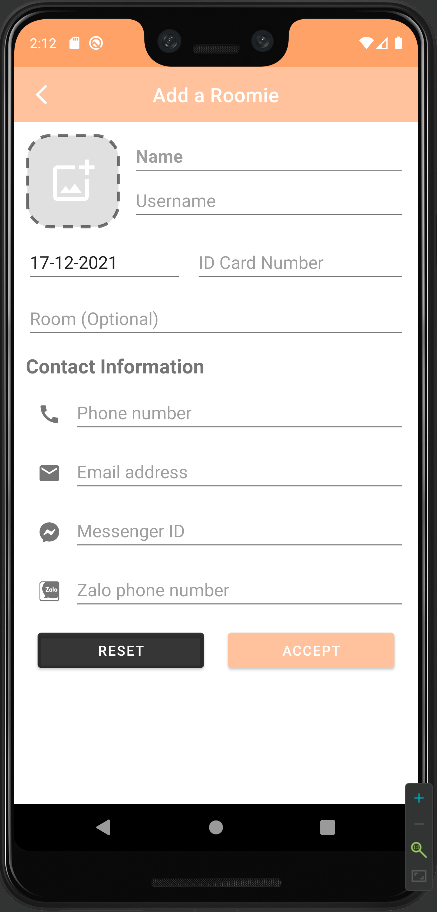 2:12
Add a Roomie
Name
Username
17-12-2021
ID Card Number
Room (Optional)
Contact Information
Phone number
Email address
Messenger ID
Zalo
Zalo phone number
RESET
ACCEPT